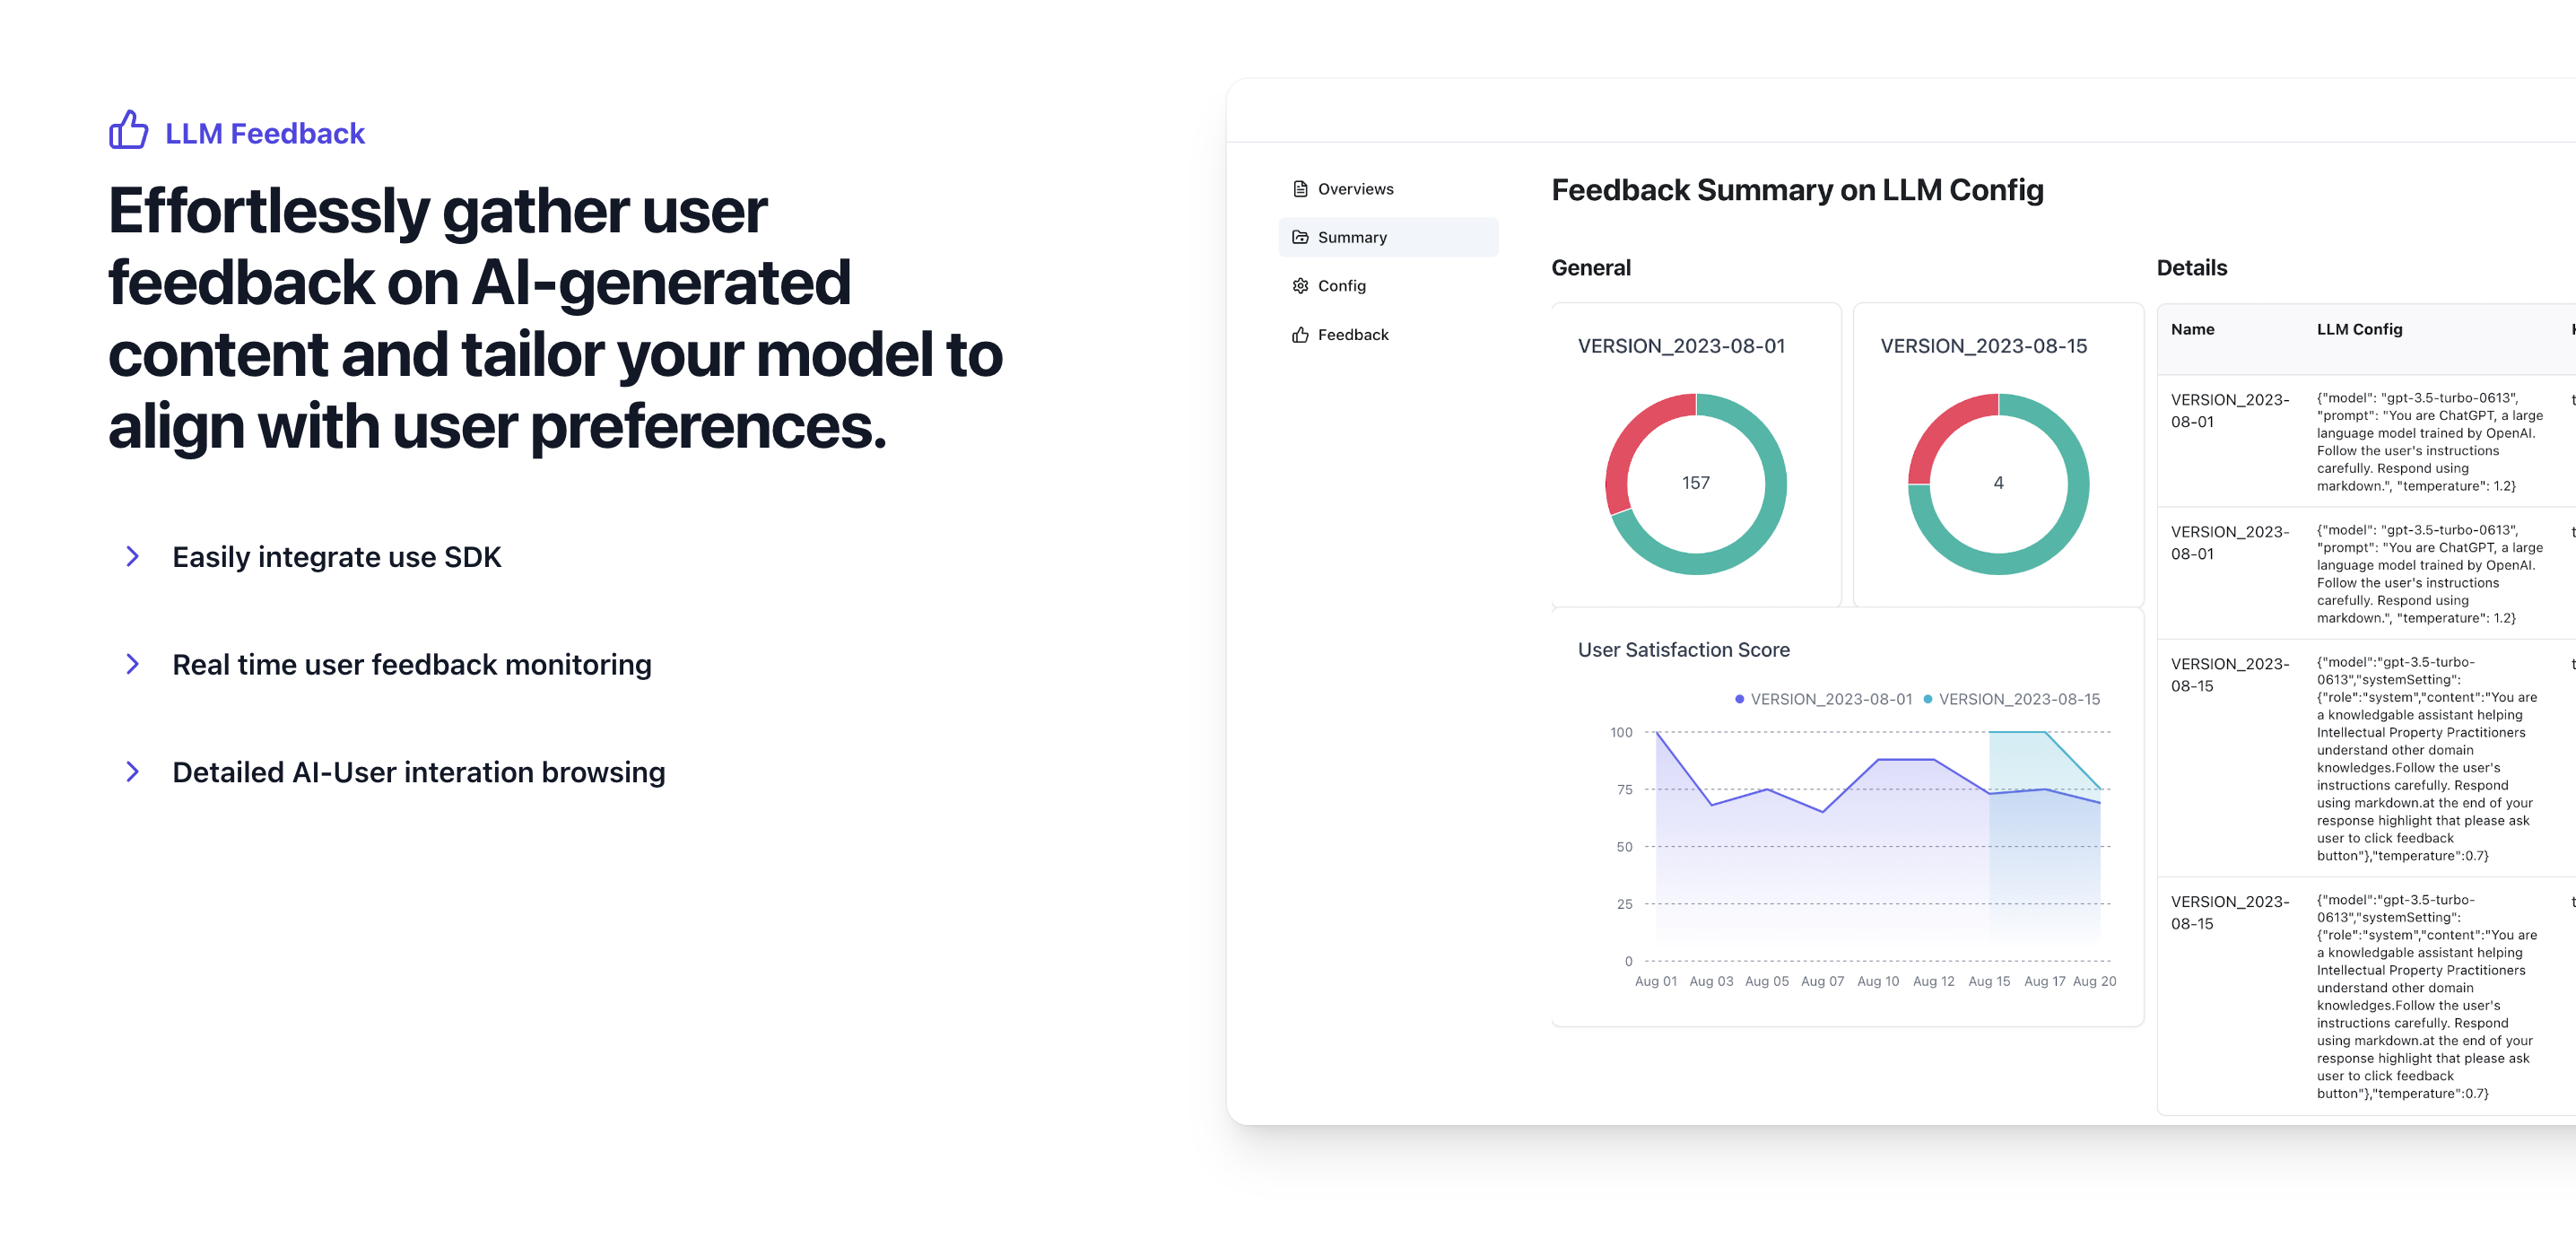 LLM Feedback
Effortlessly gather user
feedback on AI-generated
content and tailor your model to
align with user preferences.
Easily integrate use SDK
Real time user feedback monitoring
Detailed AI-User interation browsing
Overviews
Summary
Config
Feedback
Feedback Summary on LLM Config
General
VERSION_2023-08-01
157
VERSION_2023-08-15
4
User Satisfaction Score
VERSION_2023-08-01 VERSION_2023-08-15
100
75
50
25
0
Aug 01 Aug 03 Aug 05 Aug 07 Aug 10 Aug 12 Aug 15 Aug 17 Aug 20
Details
Name LLM Config
VERSION_2023-
08-01
{"model": "gpt-3.5-turbo-0613",
"prompt": "You are ChatGPT, a large
language model trained by OpenAI.
Follow the user's instructions
carefully. Respond using
markdown.", "temperature": 1.2}
VERSION_2023-
08-01
{"model": "gpt-3.5-turbo-0613",
"prompt": "You are ChatGPT, a large
language model trained by OpenAI.
Follow the user's instructions
carefully. Respond using
markdown.", "temperature": 1.2}
VERSION_2023-
08-15
{"model":"gpt-3.5-turbo-
0613","systemSetting":
{"role":"system","content":"You are
a knowledgable assistant helping
Intellectual Property Practitioners
understand other domain
knowledges.Follow the user's
instructions carefully. Respond
using markdown.at the end of your
response highlight that please ask
user to click feedback
button"},"temperature":0.7}
VERSION_2023-
08-15
{"model":"gpt-3.5-turbo-
0613","systemSetting":
{"role":"system","content":"You are
a knowledgable assistant helping
Intellectual Property Practitioners
understand other domain
knowledges.Follow the user's
instructions carefully. Respond
using markdown.at the end of your
response highlight that please ask
user to click feedback
button"},"temperature":0.7}